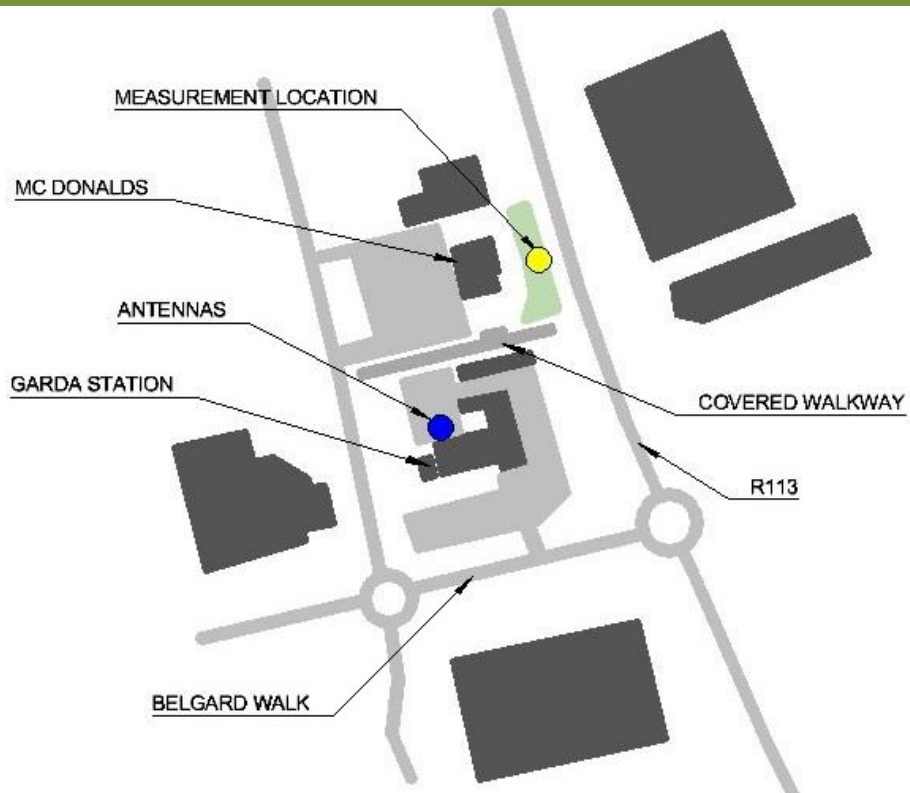 MEASUREMENT LOCATION
MC DONALDS
ANTENNAS
GARDA STATION
COVERED WALKWAY
R113
BELGARD WALK